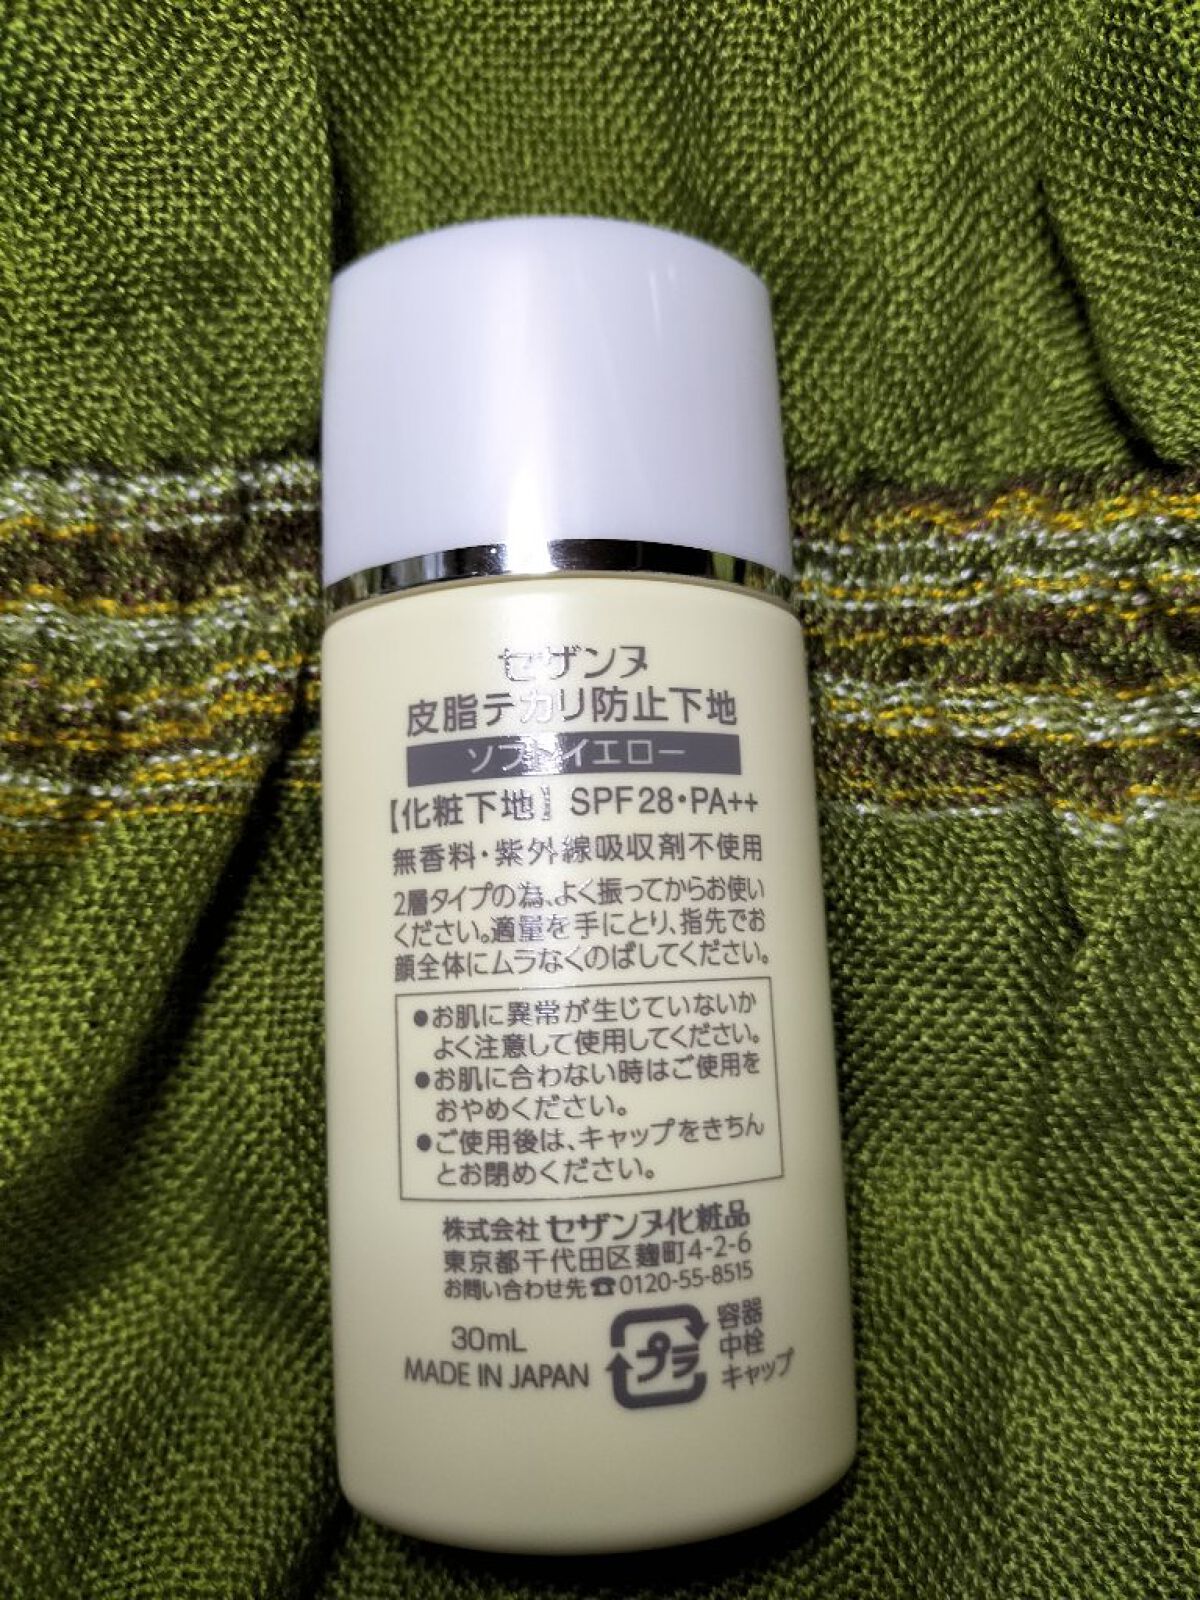 セザンヌ
皮脂テカリ防止下地
ソフトイエロー
【化粧下地】 SPF28・PA++
無香料・紫外線吸収剤不使用
2層タイプの為、よく振ってからお使い
ください。適量を手にとり、指先でお
顔全体にムラなくのばしてください。
●お肌に異常が生じていないか
よく注意して使用してください。
●お肌に合わない時はご使用を
おやめください。
●ご使用後は、キャップをきちん
とお閉めください。
株式会社 セザンヌ化粧品
東京都千代田区麹町4-2-6
お問い合わせ先☎0120-55-8515
30mL
MADE IN JAPAN
プラ
容器
中栓
キャップ